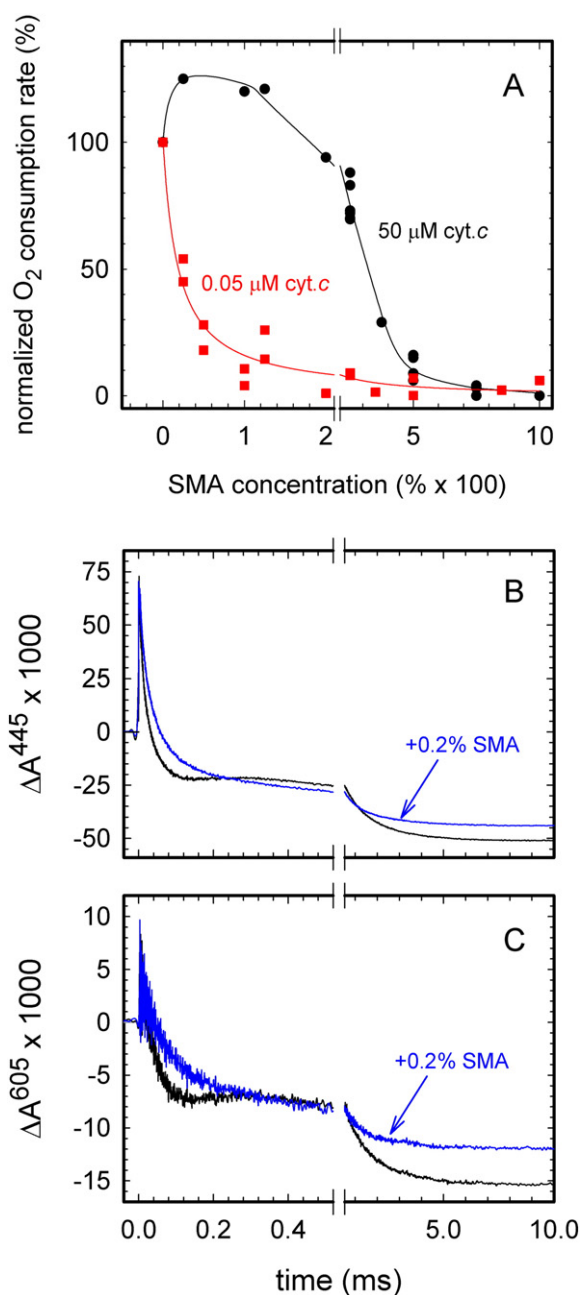 A
normalized O2 consumption rate (%)
100
50
0
50 μM cyt.c
0.05 μM cyt.c
0 1 2 5 10
SMA concentration (% x 100)
B
ΔA445 x 1000
75
50
25
0
-25
-50
+0.2% SMA
C
ΔA605 x 1000
10
5
0
-5
-10
-15
+0.2% SMA
0.0 0.2 0.4 5.0 10.0
time (ms)